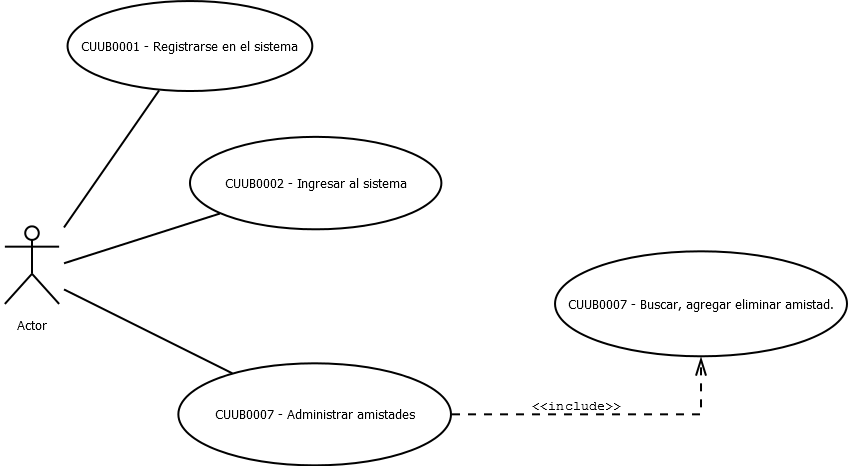 CUUB0001 - Registrarse en el sistema
CUUB0002 - Ingresar al sistema
Actor
CUUB0007 - Buscar, agregar eliminar amistad.
CUUB0007 - Administrar amistades
<<include>>